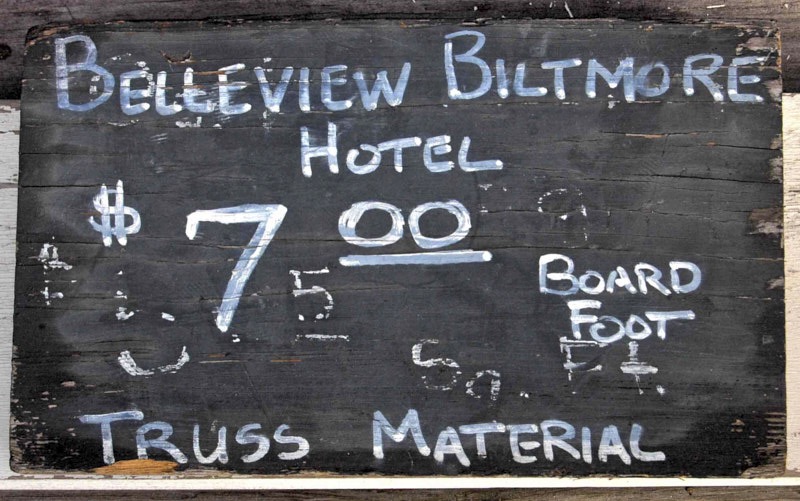 BELLEVIEW BILTMORE
HOTEL
$7.00
BOARD
FOOT
TRUSS MATERIAL